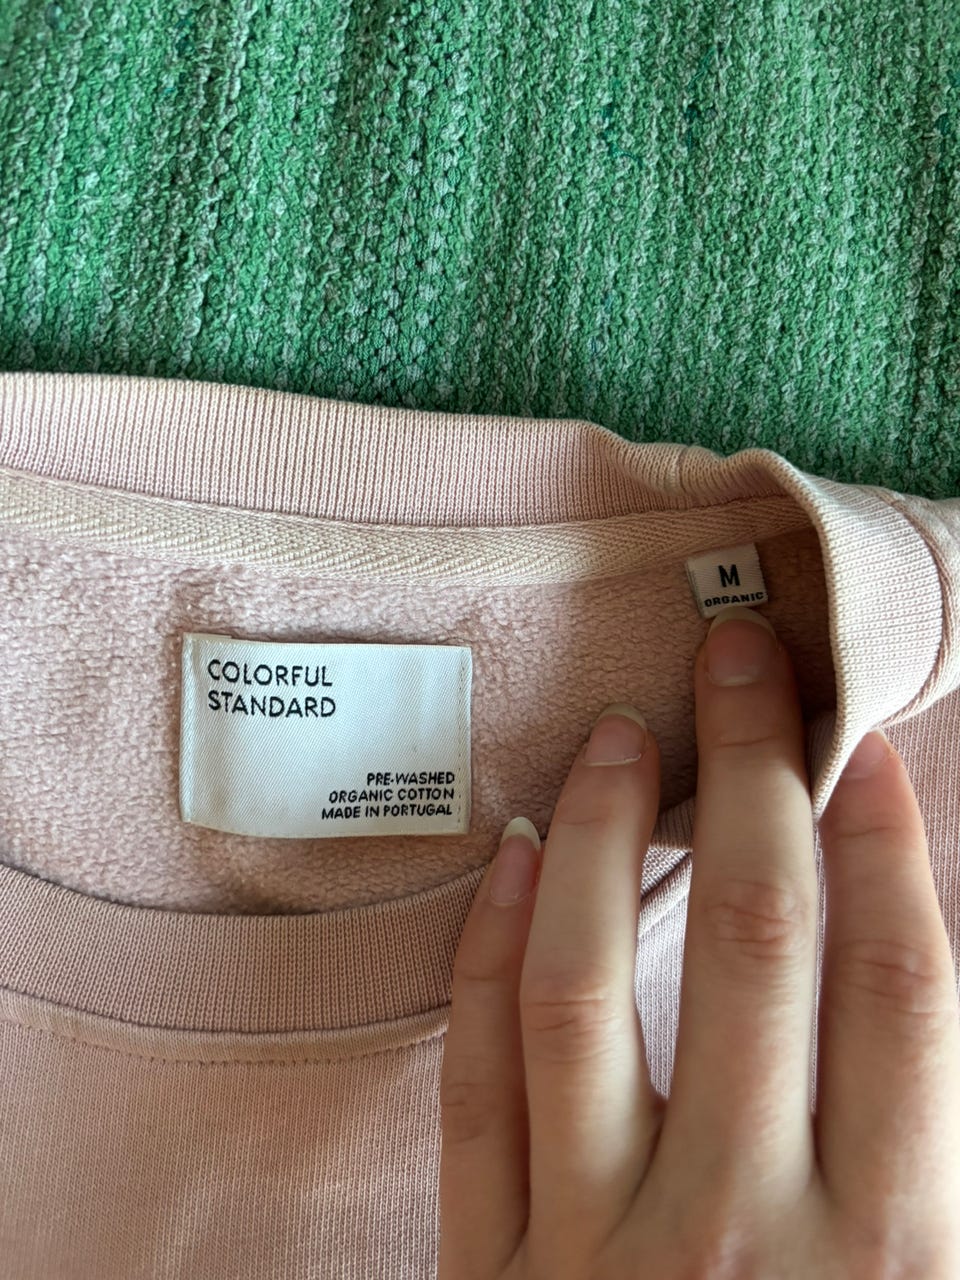 M
ORGANIC
COLORFUL
STANDARD
PRE-WASHED
ORGANIC COTTON
MADE IN PORTUGAL